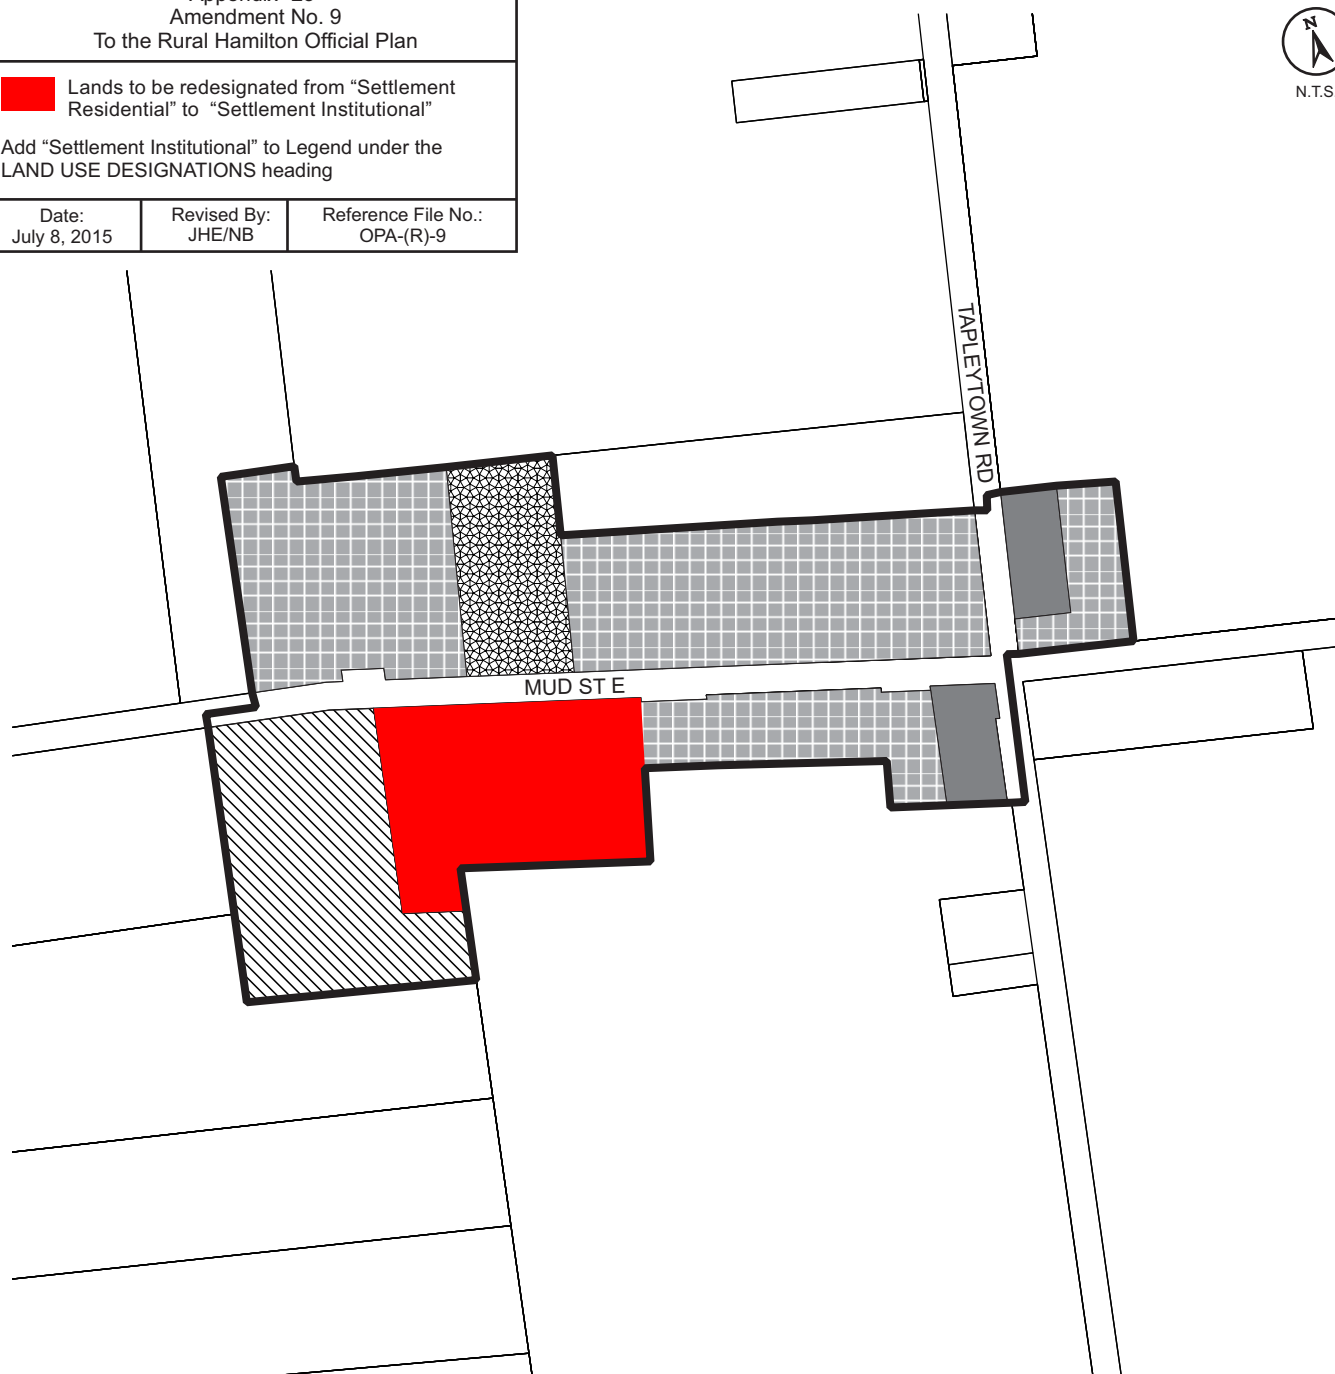 Amendment No. 9
To the Rural Hamilton Official Plan
Lands to be redesignated from “Settlement
Residential” to “Settlement Institutional”
Add “Settlement Institutional” to Legend under the
LAND USE DESIGNATIONS heading
Date:
July 8, 2015
Revised By:
JHE/NB
Reference File No.:
OPA-(R)-9
N
N.T.S
TAPLEYTOWN RD
MUD ST E